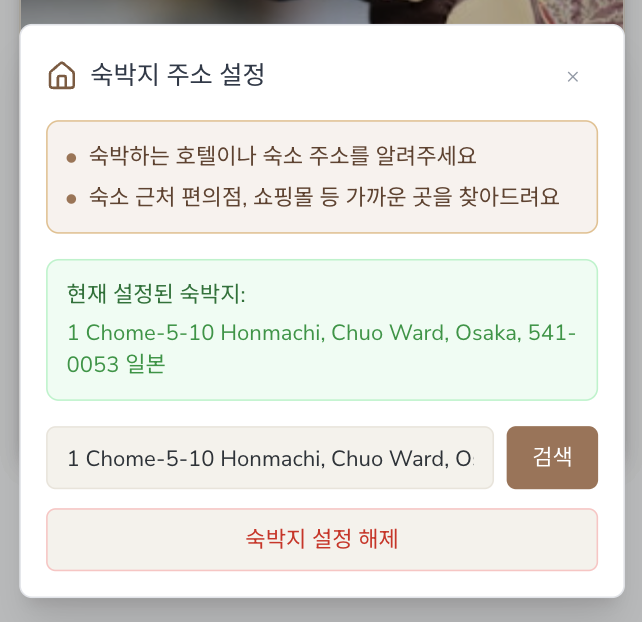 숙박지 주소 설정
×
숙박하는 호텔이나 숙소 주소를 알려주세요
숙소 근처 편의점, 쇼핑몰 등 가까운 곳을 찾아드려요
현재 설정된 숙박지:
1 Chome-5-10 Honmachi, Chuo Ward, Osaka, 541-
0053 일본
1 Chome-5-10 Honmachi, Chuo Ward, O
검색
숙박지 설정 해제